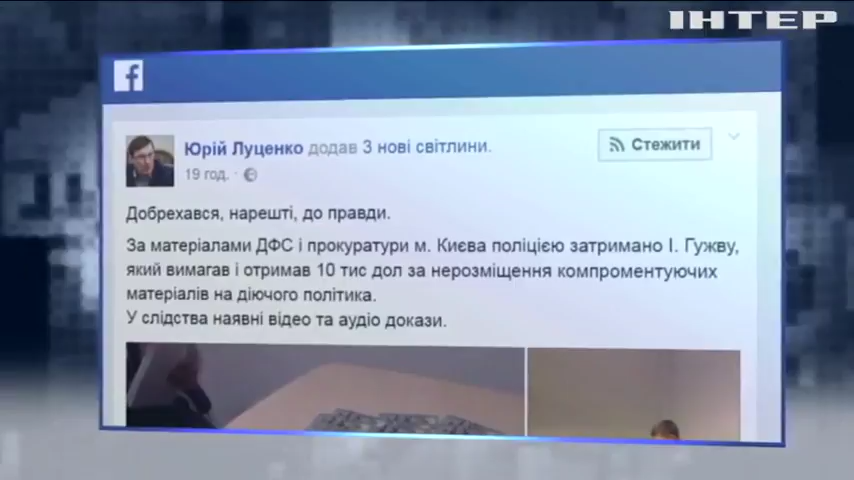 ІНТЕР
f
Юрій Луценко додав 3 нові світлини.
Стежити
19 год. ·
Добрехався, нарешті, до правди.
За матеріалами ДФС і прокуратури м. Києва поліцією затримано І. Гужву,
який вимагав і отримав 10 тис дол за нерозміщення компроментуючих
матеріалів на діючого політика.
У слідства наявні відео та аудіо докази.